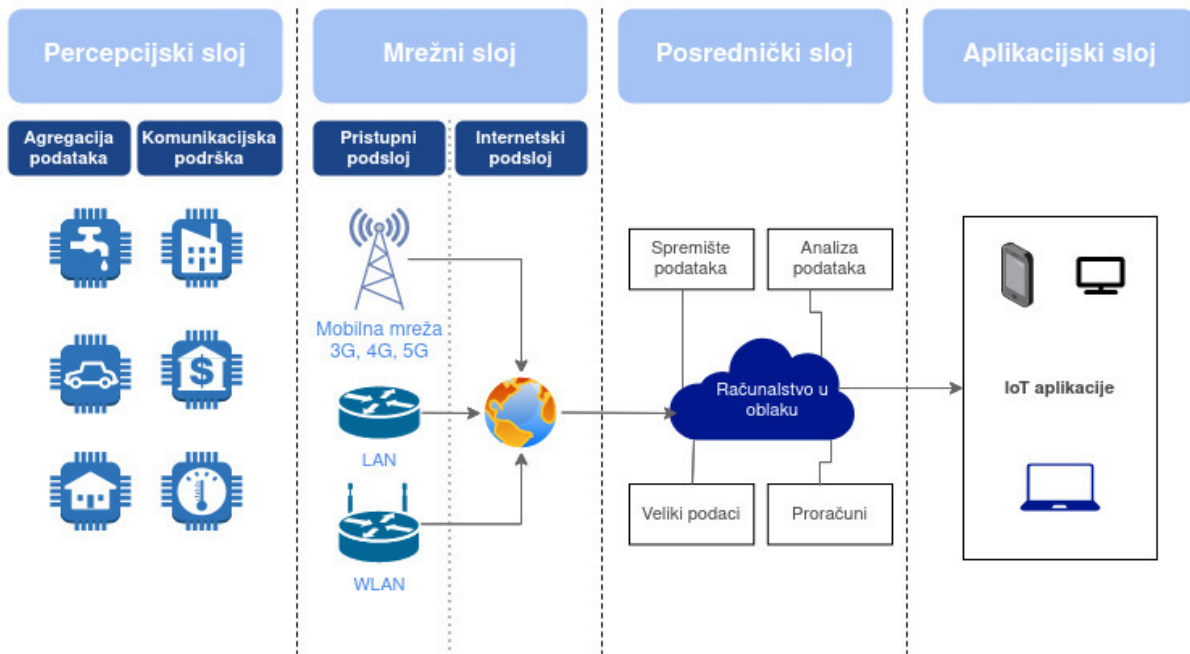 Percepcijski sloj
Mrežni sloj
Posrednički sloj
Aplikacijski sloj
Agregacija
podataka
Komunikacijska
podrška
Pristupni
podsloj
Internetski
podsloj
Mobilna mreža
3G, 4G, 5G
LAN
WLAN
Spremište
podataka
Analiza
podataka
Računalstvo u
oblaku
Veliki podaci
Proračuni
IoT aplikacije
$